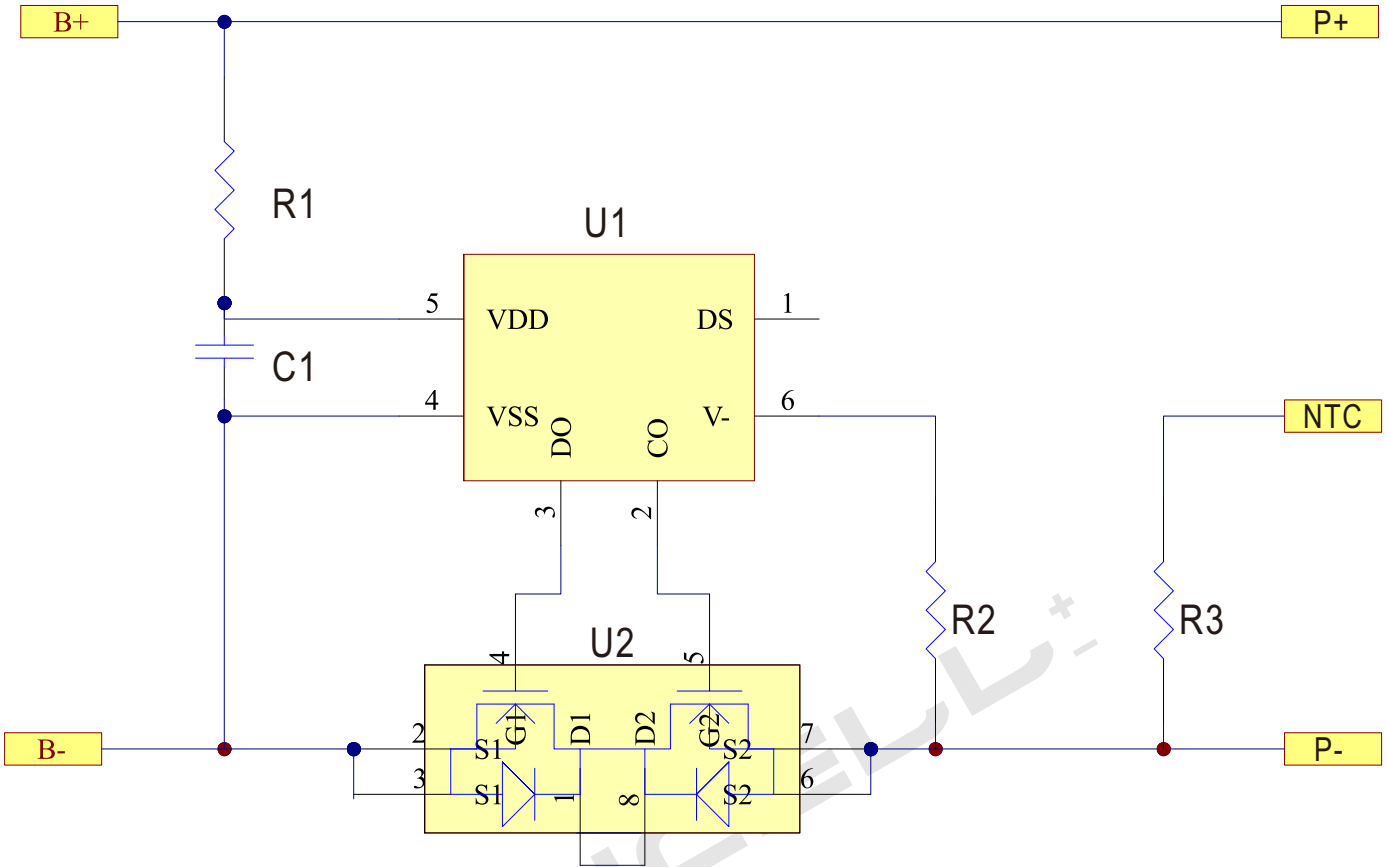 B+
P+
R1
U1
5
VDD
DS
1
C1
4
VSS
DO
CO
V-
6
NTC
3
2
R2
R3
U2
4
5
B-
2
S1
G1
D1
D2
G2
S2
7
P-
3
S1
1
8
S2
6